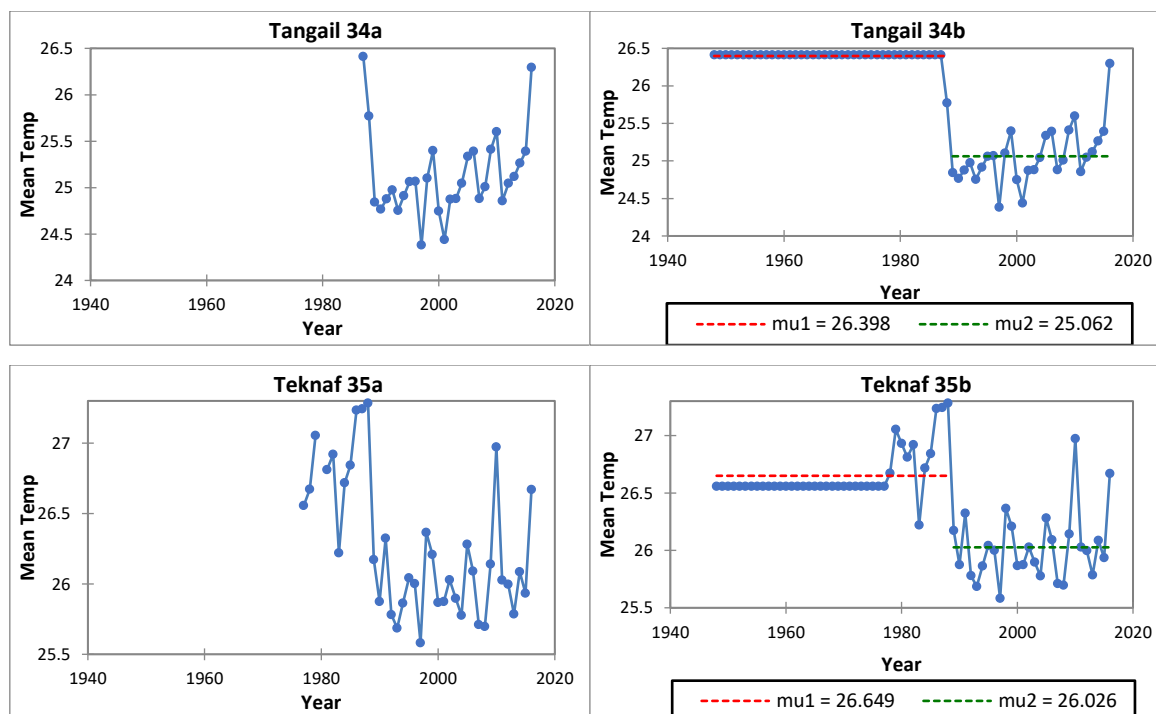 Tangail 34a
Mean Temp
26.5
26
25.5
25
24.5
24
1940 1960 1980 2000 2020
Year
Tangail 34b
Mean Temp
26.5
26
25.5
25
24.5
24
1940 1960 1980 2000 2020
Year
mu1 = 26.398 mu2 = 25.062
Teknaf 35a
Mean Temp
27
26.5
26
25.5
1940 1960 1980 2000 2020
Year
Teknaf 35b
Mean Temp
27
26.5
26
25.5
1940 1960 1980 2000 2020
Year
mu1 = 26.649 mu2 = 26.026